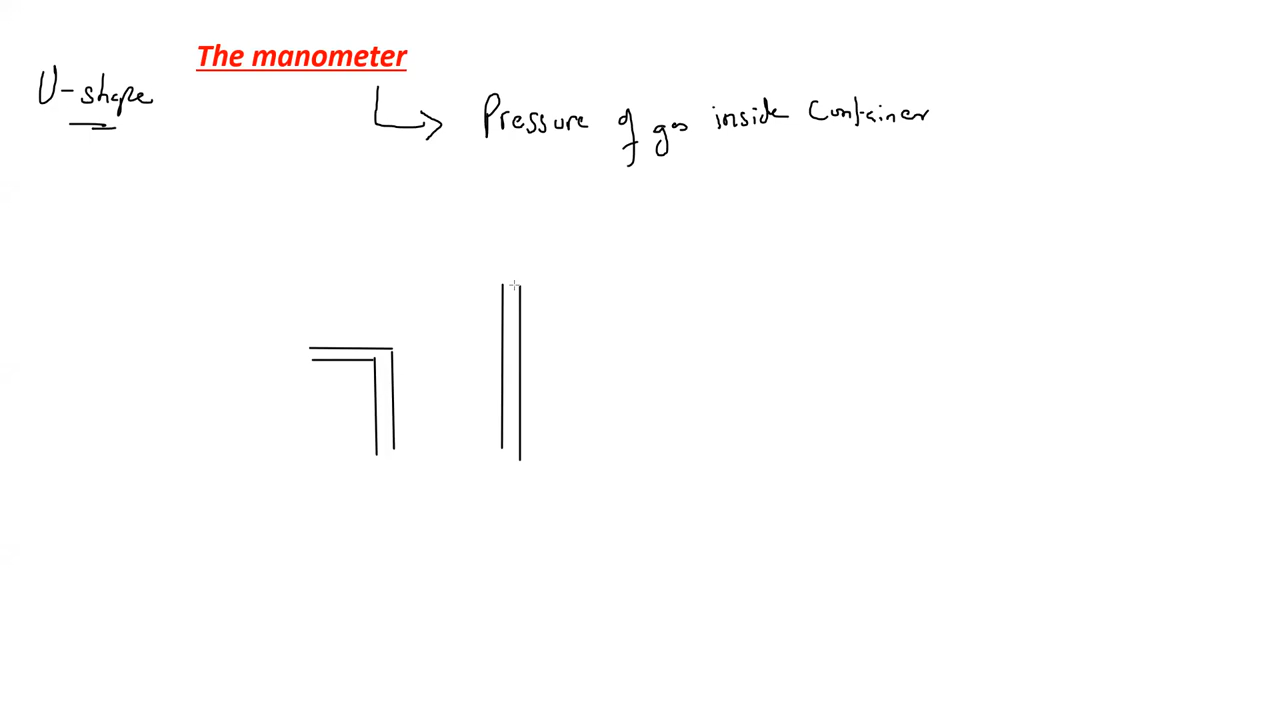 The manometer
U-shape
Pressure of gas inside Container